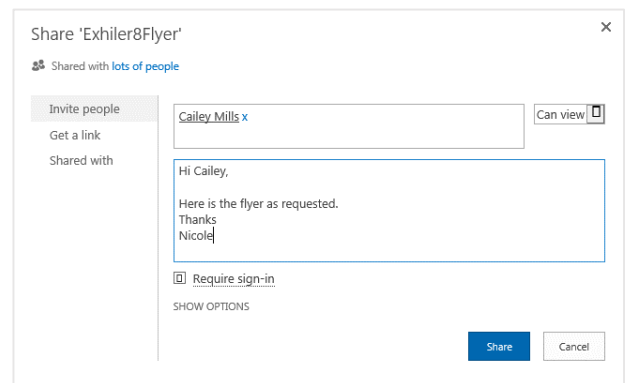 Share 'Exhiler8Flyer'
Shared with lots of people
Invite people
Get a link
Shared with
Cailey Mills x
Can view
Hi Cailey,
Here is the flyer as requested.
Thanks
Nicole
Require sign-in
SHOW OPTIONS
Share
Cancel